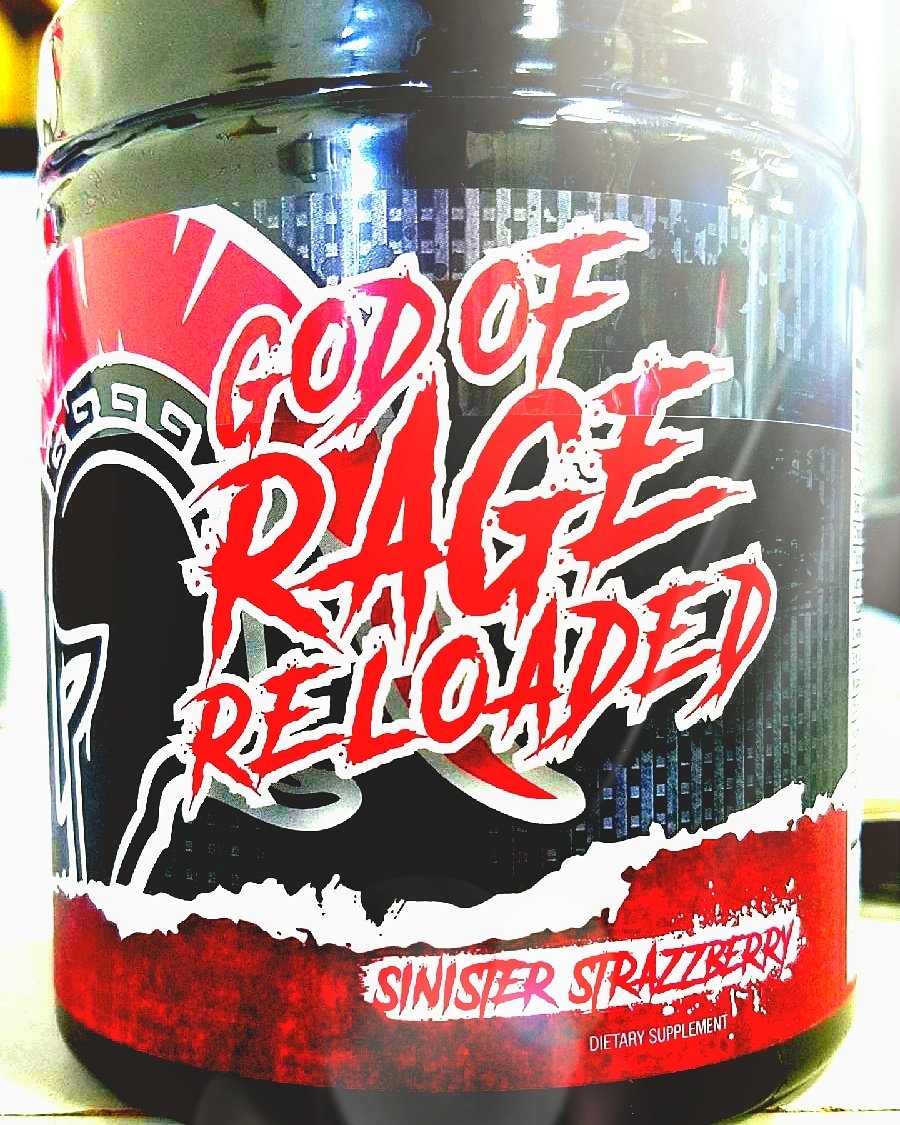 GOD OF
RAGE
RELOADED
SINISTER STRAZZBERRY
DIETARY SUPPLEMENT